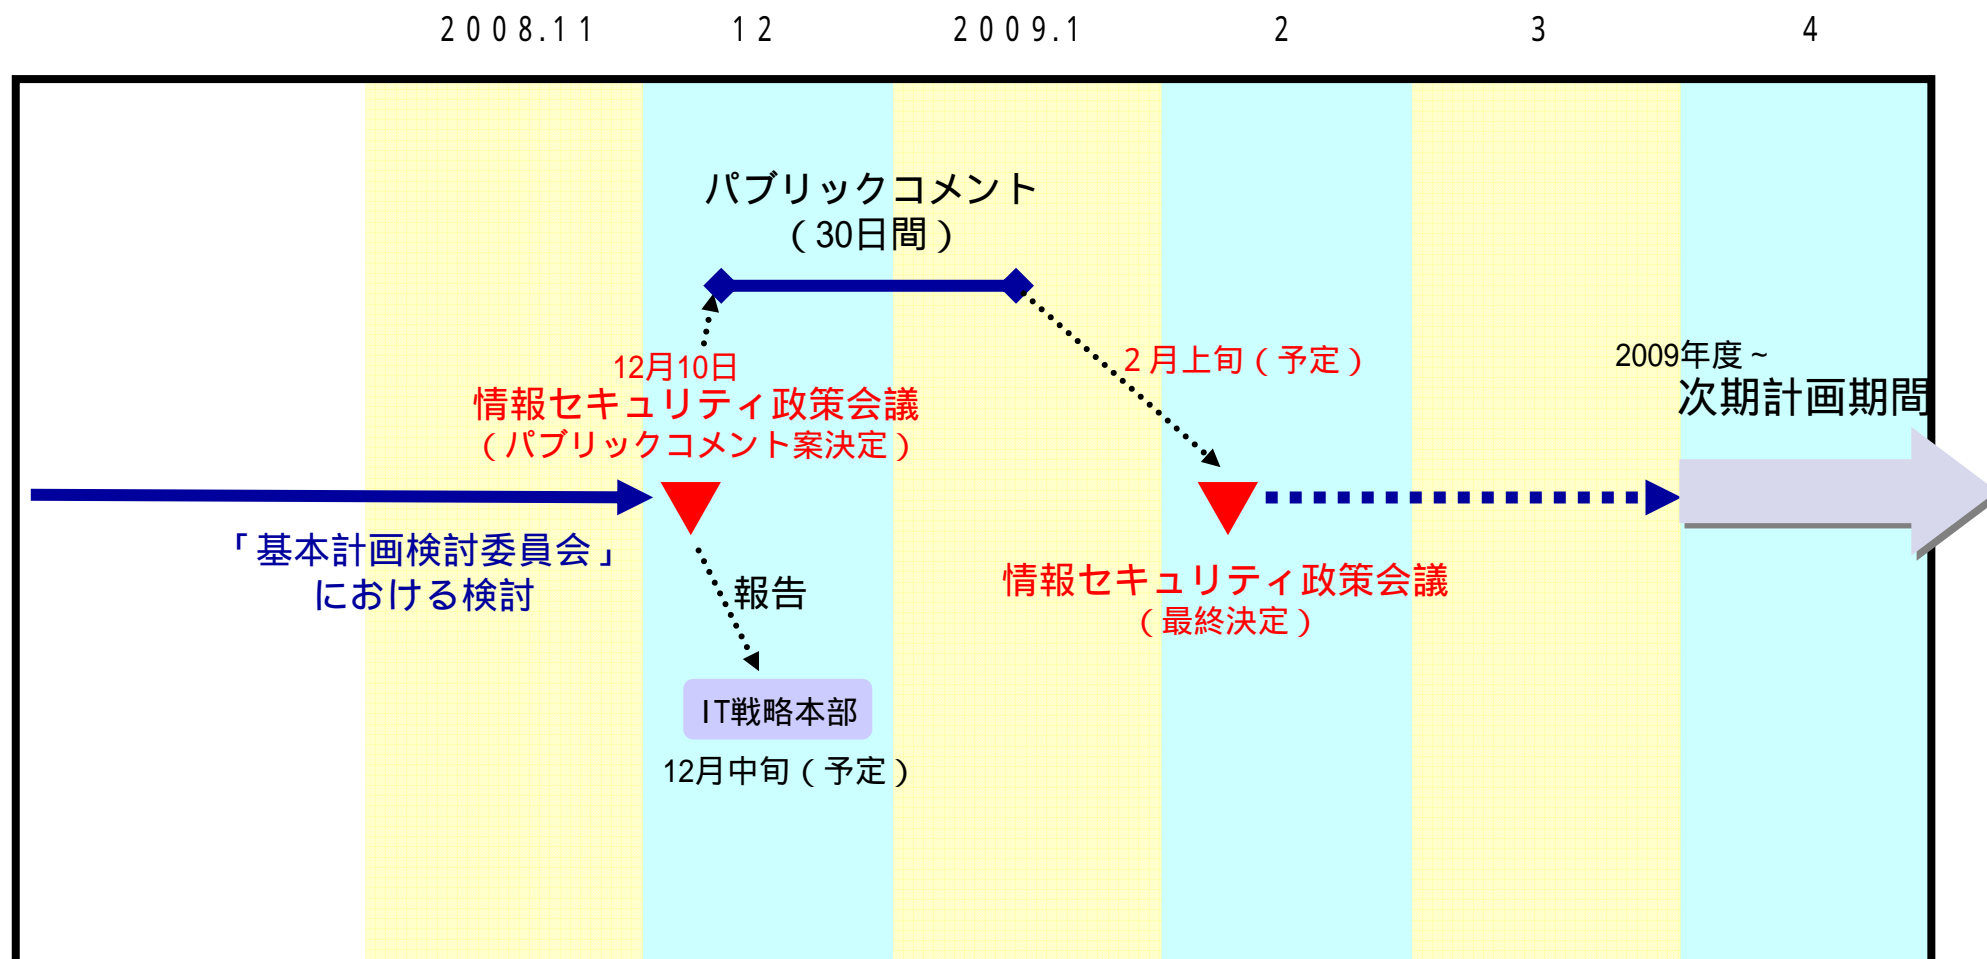 2008.11 12 2009.1 2 3 4
パブリックコメント
（30日間）
12月10日
情報セキュリティ政策会議
（パブリックコメント案決定）
2月上旬（予定）
2009年度～
次期計画期間
「基本計画検討委員会」
における検討
報告
情報セキュリティ政策会議
（最終決定）
IT戦略本部
12月中旬（予定）